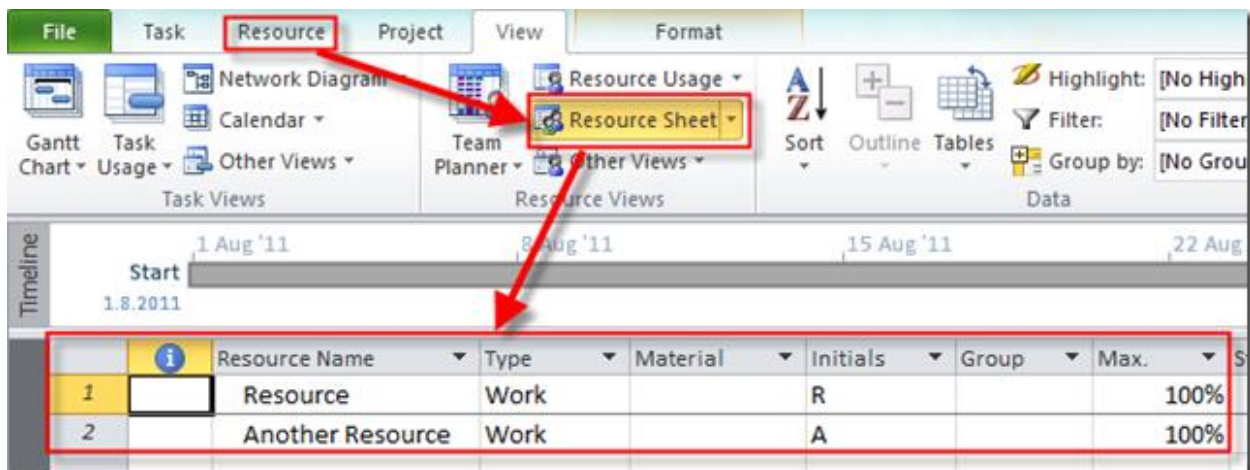 File Task Resource Project View Format
Network Diagram Resource Usage Highlight: [No High
Calendar Resource Sheet Filter: [No Filter
Gantt Chart Task Usage Other Views Team Planner Other Views Sort Outline Tables Group by: [No Grou
Task Views Resource Views Data
Timeline
1 Aug '11 8 Aug '11 15 Aug '11 22 Aug
Start
1.8.2011
Resource Name Type Material Initials Group Max.
1 Resource Work R 100%
2 Another Resource Work A 100%